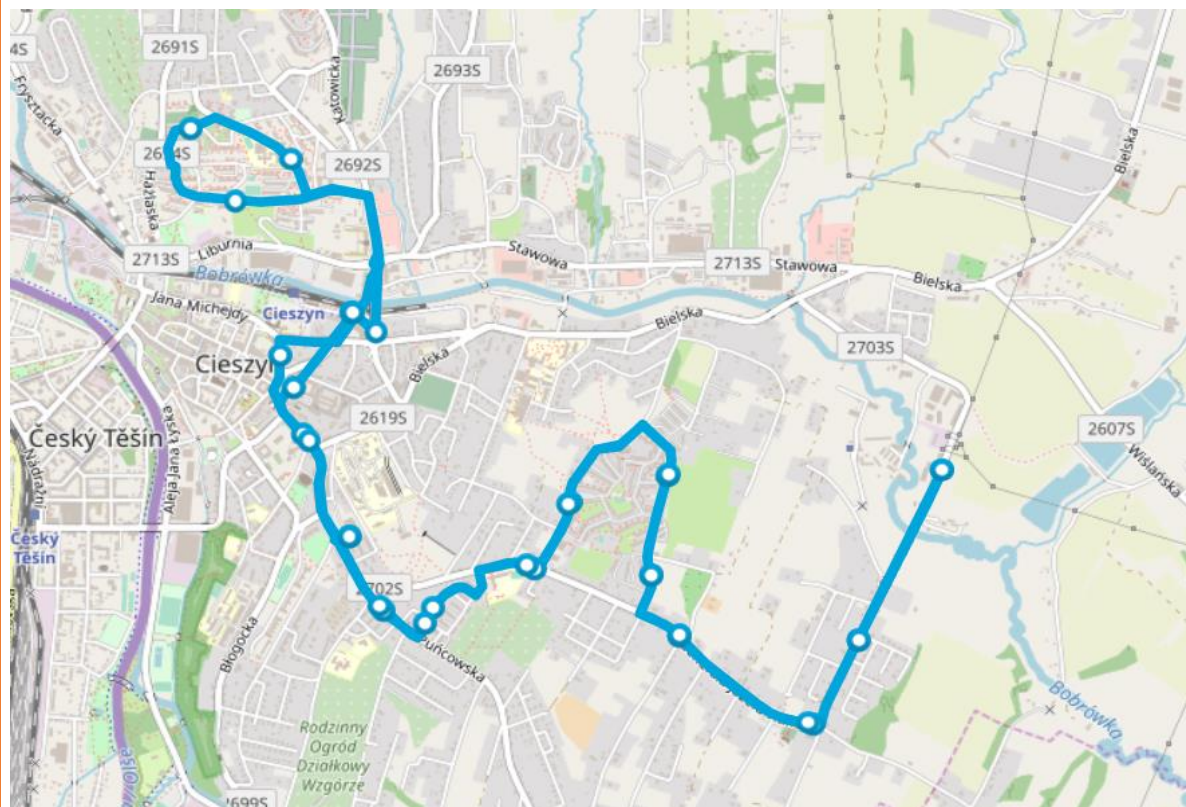 4S
2691S
2693S
Frysztacka
Katowicka
2694S
2692S
Hażlaska
Bielska
Liburnia
Stawowa
2713S
2713S
Stawowa
Bielska
Bobrówka
Jana Michejdy
Cieszyn
Bielska
2703S
Cieszyn
Bielska
2619S
2607S
Český Těšín
Wiślańska
Nádražní
Aleja Jana Łyska
Český
Těšín
2702S
Błogocka
Puńcowska
Bobrówka
Rodzinny
Ogród
Działkowy
Wzgórze
Olše
2699S